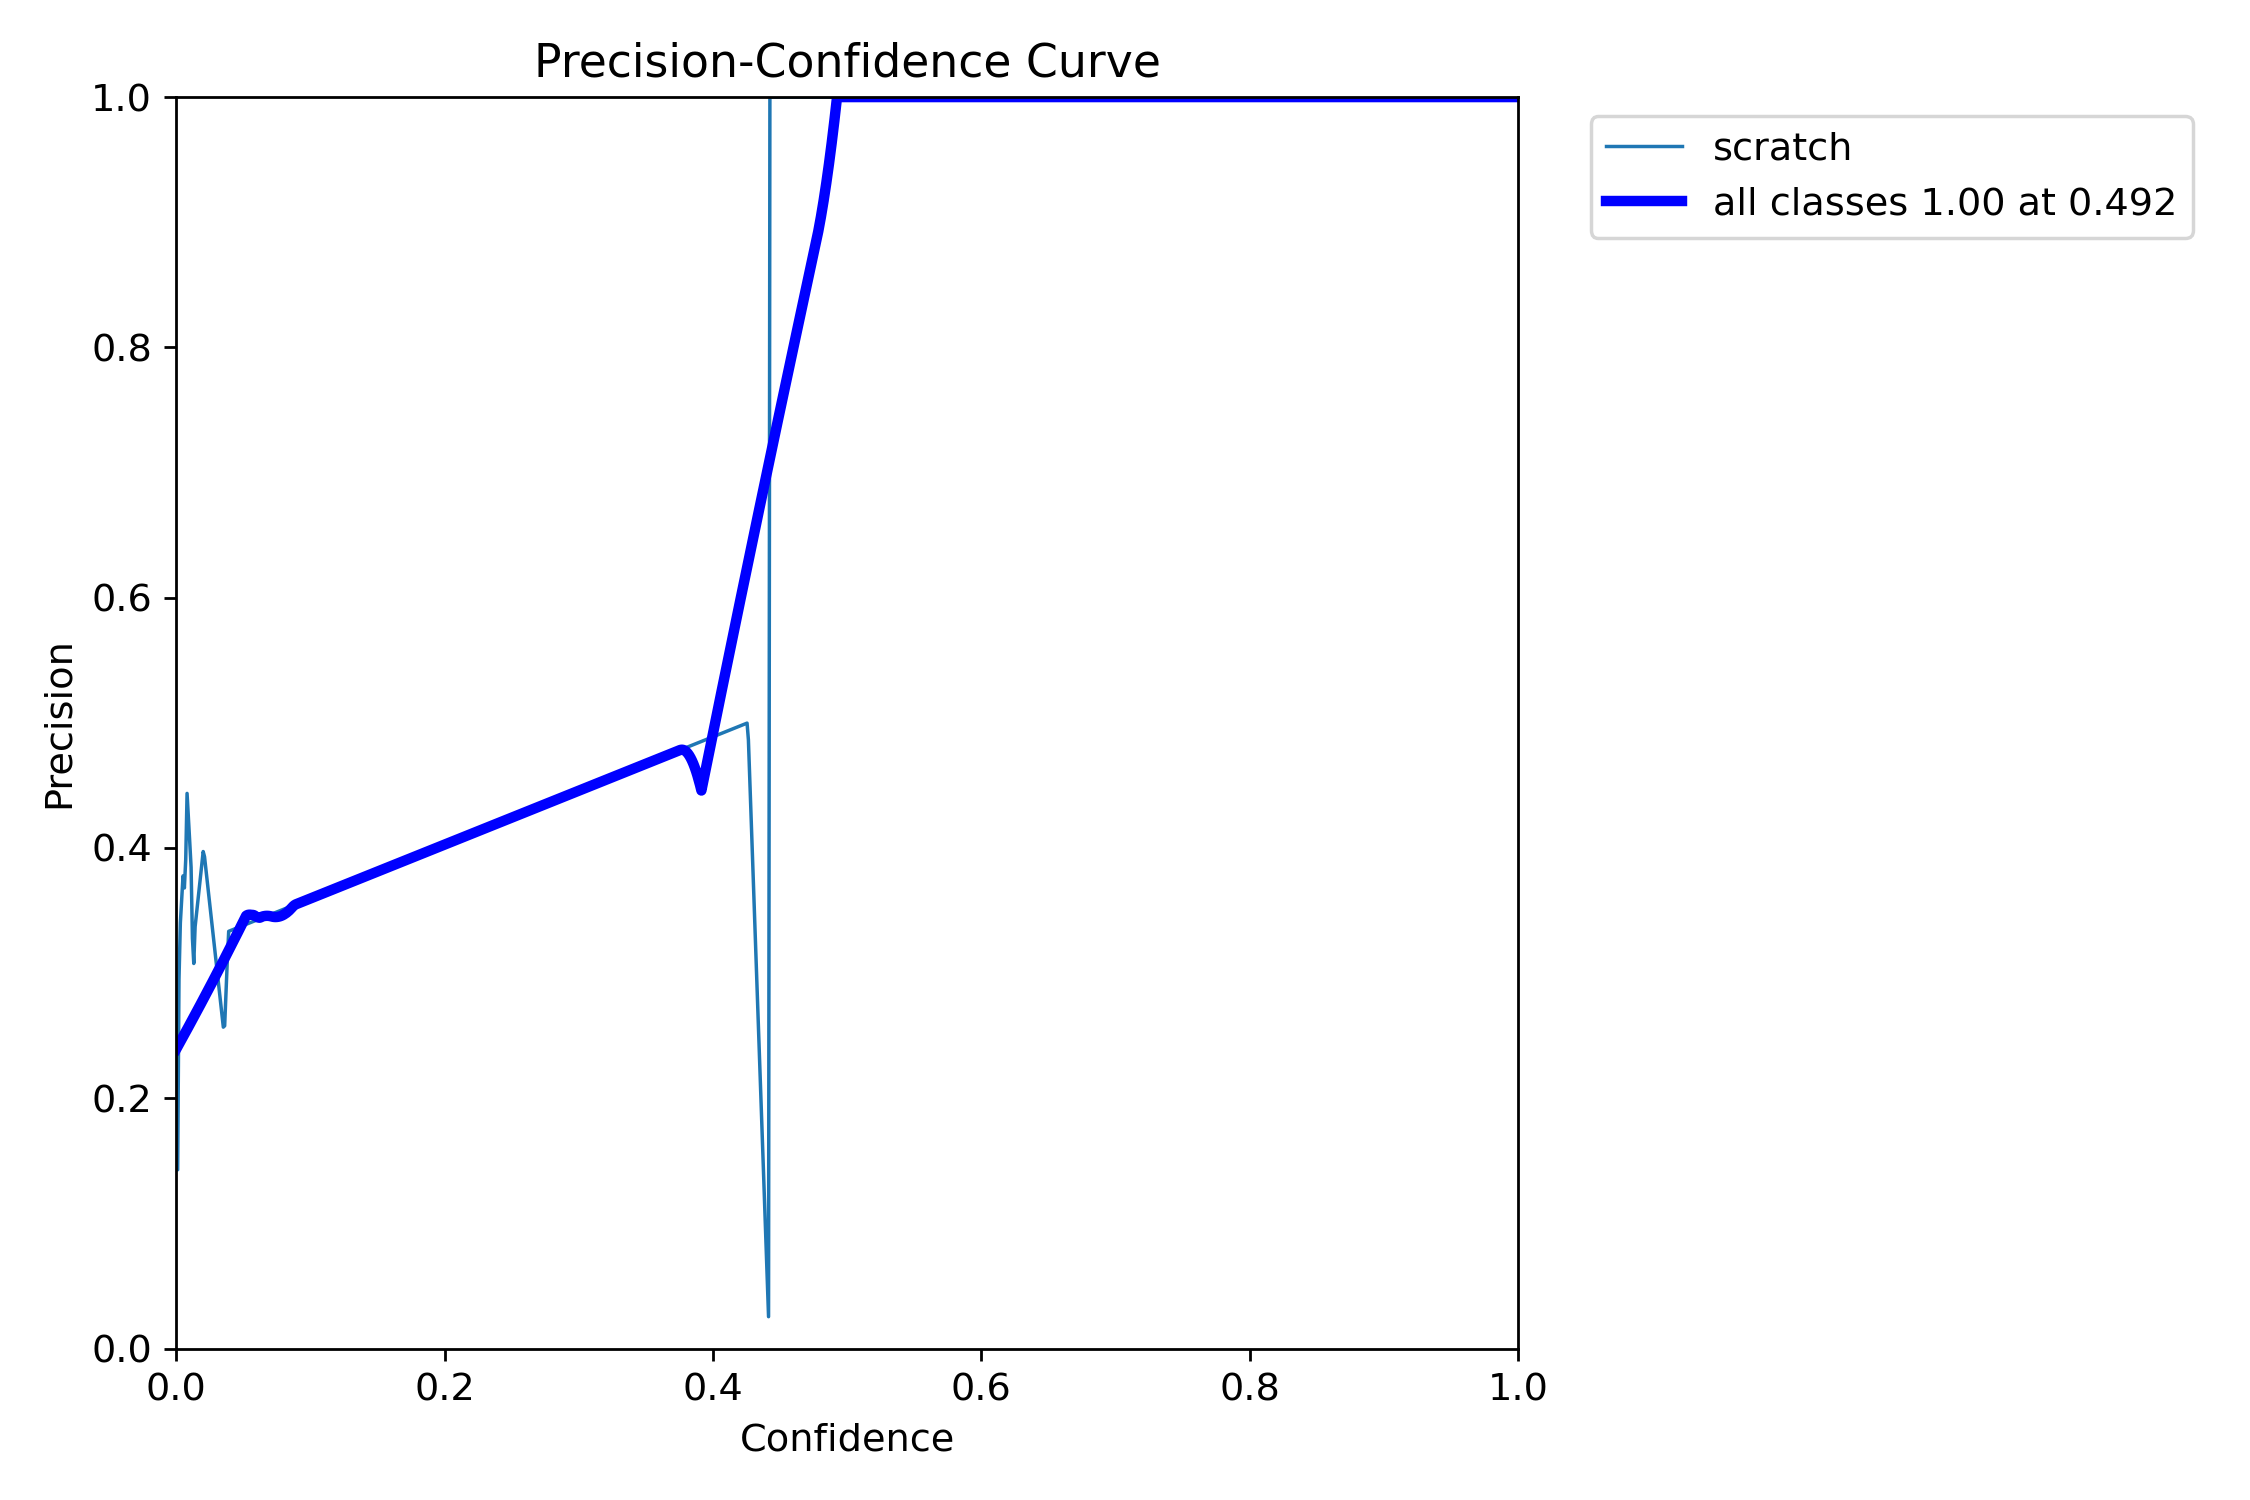 Precision-Confidence Curve
1.0
0.8
0.6
0.4
0.2
0.0
Precision
0.0 0.2 0.4 0.6 0.8 1.0
Confidence
scratch
all classes 1.00 at 0.492